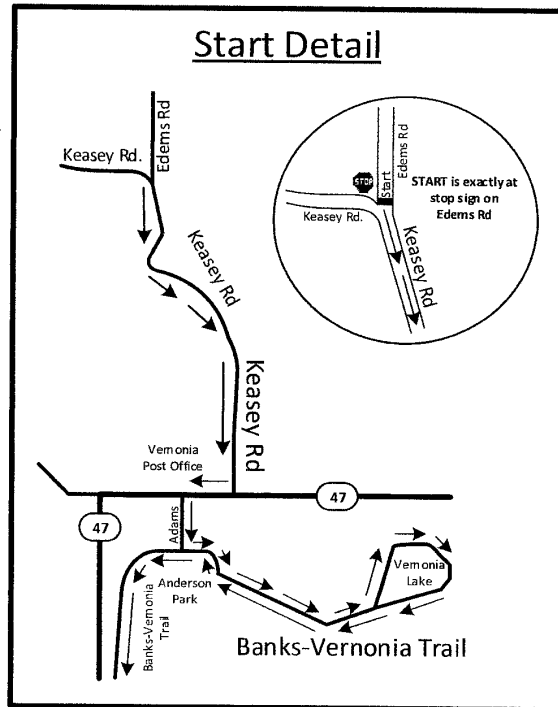 Start Detail
Keasey Rd.
Edems Rd
Keasey Rd
Keasey Rd
STOP
Start
Edems Rd
START is exactly at
stop sign on
Edems Rd
Keasey Rd.
Keasey Rd
Vernonia
Post Office
47
47
Adams
Anderson
Park
Banks-Vernonia
Trail
Vernonia
Lake
Banks-Vernonia Trail